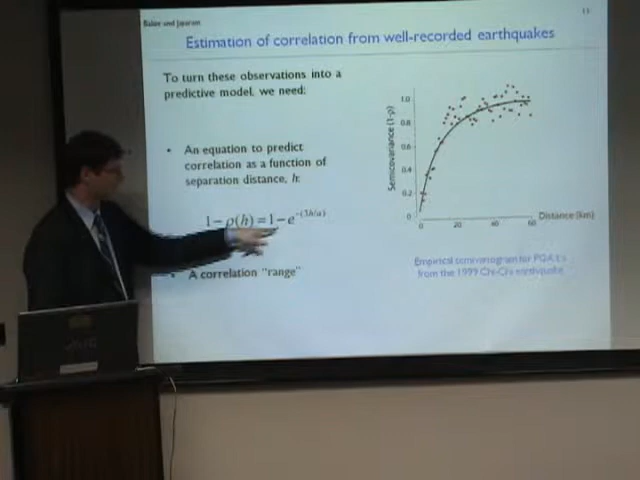 Baker and Jayaram
11
Estimation of correlation from well-recorded earthquakes
To turn these observations into a
predictive model, we need:
• An equation to predict
correlation as a function of
separation distance, h:
1−ρ(h)=1−e^−(3h/a)
• A correlation "range"
Semicovariance (1-ρ)
1.0
0.8
0.6
0.4
0.2
0
0 20 40 60
Distance (km)
Empirical semivariogram for PGA
from the 1999 Chi-Chi earthquake